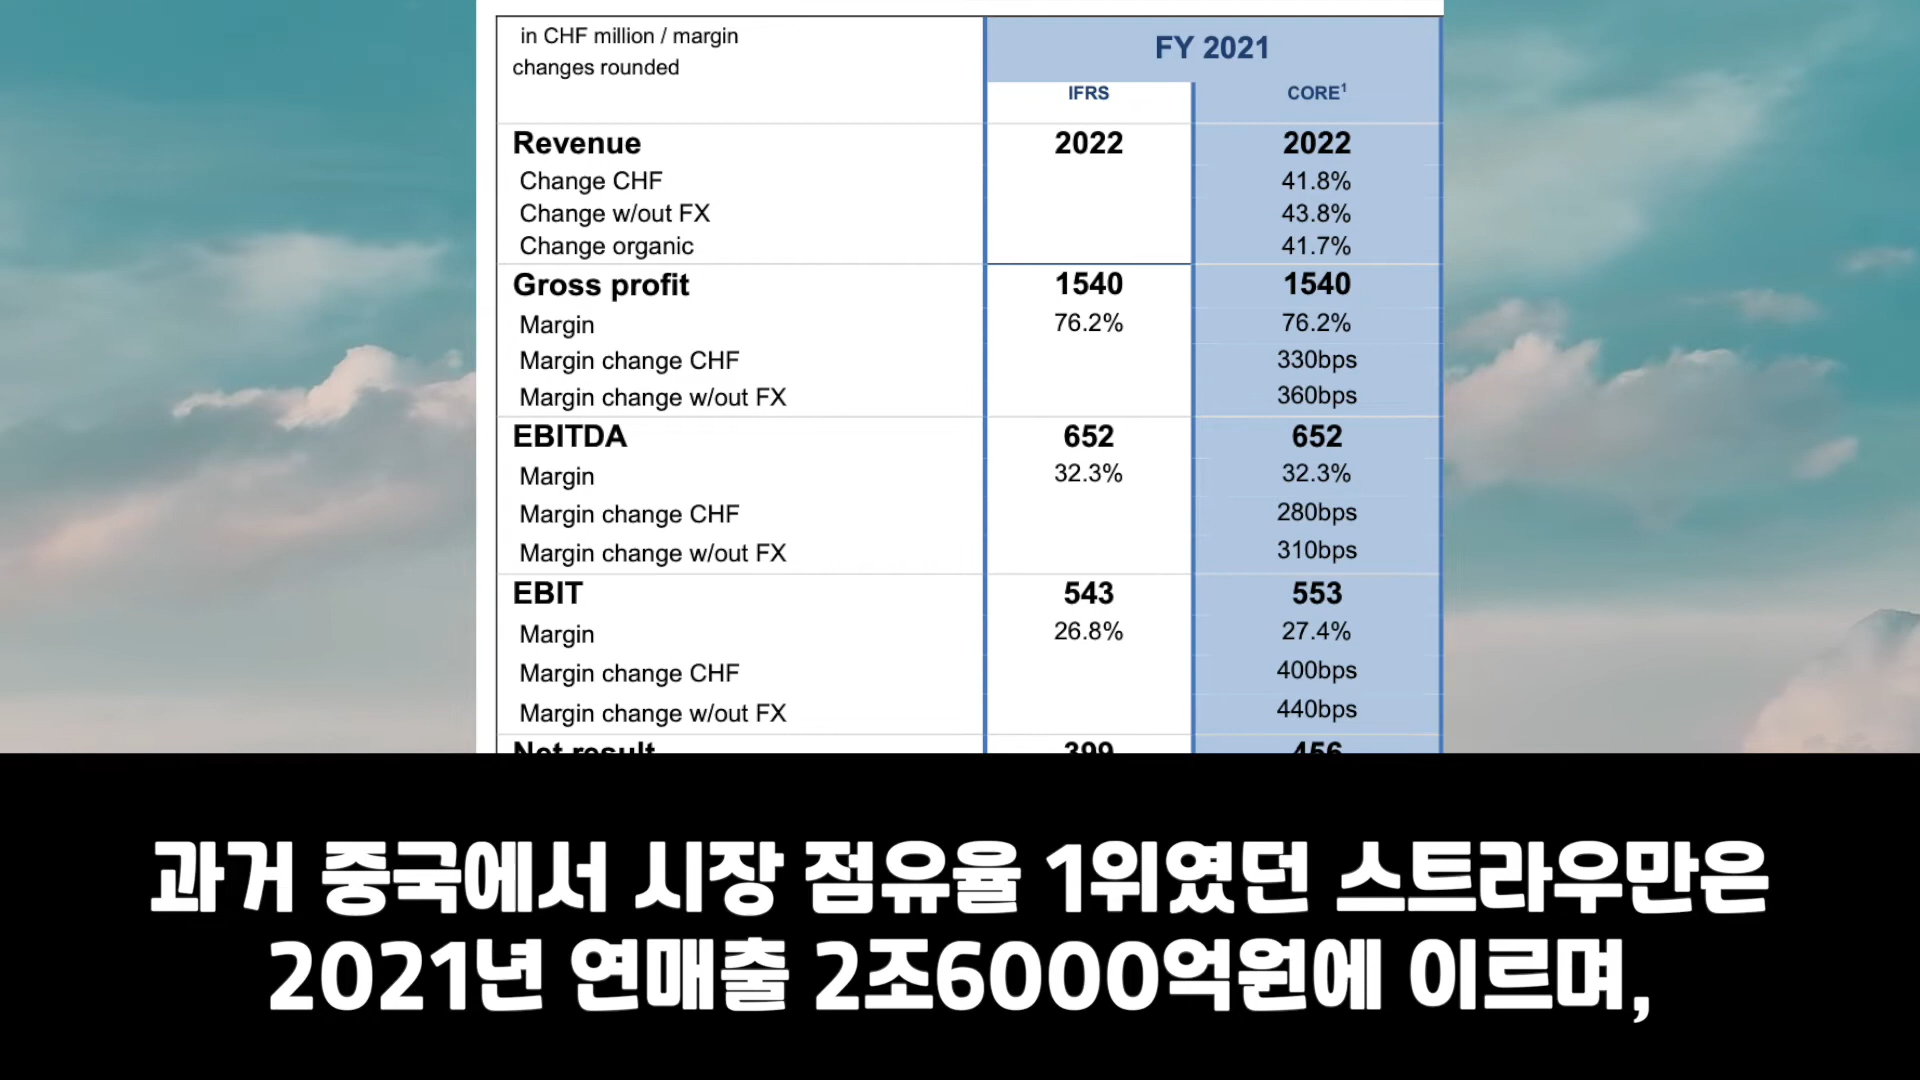 in CHF million / margin
changes rounded
FY 2021
IFRS
CORE¹
Revenue 2022 2022
Change CHF 41.8%
Change w/out FX 43.8%
Change organic 41.7%
Gross profit 1540 1540
Margin 76.2% 76.2%
Margin change CHF 330bps
Margin change w/out FX 360bps
EBITDA 652 652
Margin 32.3% 32.3%
Margin change CHF 280bps
Margin change w/out FX 310bps
EBIT 543 553
Margin 26.8% 27.4%
Margin change CHF 400bps
Margin change w/out FX 440bps
Net result 399 456
과거 중국에서 시장 점유율 1위였던 스트라우만은
2021년 연매출 2조6000억원에 이르며,